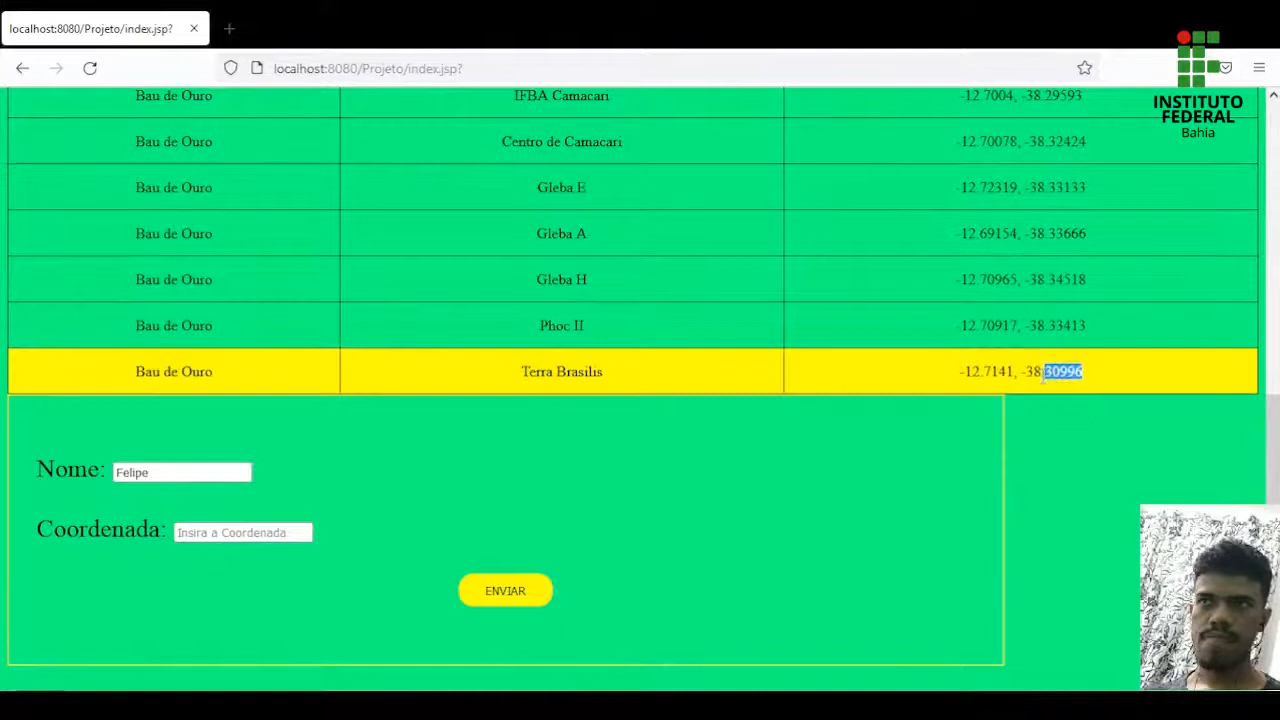 localhost:8080/Projeto/index.jsp?
localhost:8080/Projeto/index.jsp?
INSTITUTO
FEDERAL
Bahia
Bau de Ouro IFBA Camacari -12.7004, -38.29593
Bau de Ouro Centro de Camacari -12.70078, -38.32424
Bau de Ouro Gleba E -12.72319, -38.33133
Bau de Ouro Gleba A -12.69154, -38.33666
Bau de Ouro Gleba H -12.70965, -38.34518
Bau de Ouro Phoc II -12.70917, -38.33413
Bau de Ouro Terra Brasilis -12.7141, -38.30996
Nome: Felipe
Coordenada: Insira a Coordenada
ENVIAR